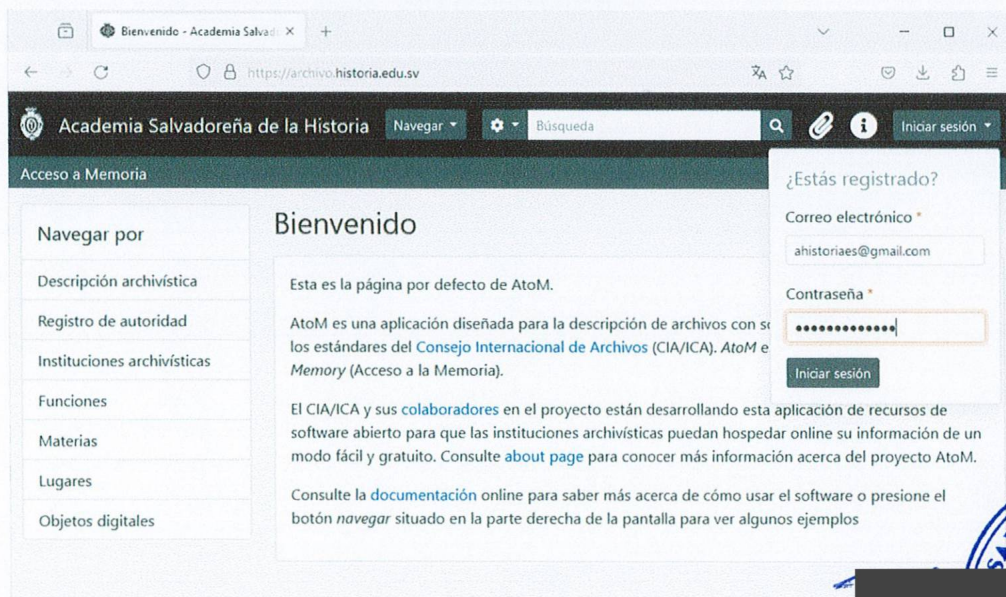 Bienvenido - Academia Salvad
https://archivo.historia.edu.sv
Academia Salvadoreña de la Historia
Navegar
Búsqueda
Iniciar sesión
Acceso a Memoria
¿Estás registrado?
Correo electrónico *
ahistoriaes@gmail.com
Contraseña *
•••••••••••••
Iniciar sesión
Navegar por
Descripción archivística
Registro de autoridad
Instituciones archivísticas
Funciones
Materias
Lugares
Objetos digitales
Bienvenido
Esta es la página por defecto de AtoM.
AtoM es una aplicación diseñada para la descripción de archivos con
los estándares del Consejo Internacional de Archivos (CIA/ICA). AtoM
Memory (Acceso a la Memoria).
El CIA/ICA y sus colaboradores en el proyecto están desarrollando esta aplicación de recursos de
software abierto para que las instituciones archivísticas puedan hospedar online su información de un
modo fácil y gratuito. Consulte about page para conocer más información acerca del proyecto AtoM.
Consulte la documentación online para saber más acerca de cómo usar el software o presione el
botón navegar situado en la parte derecha de la pantalla para ver algunos ejemplos